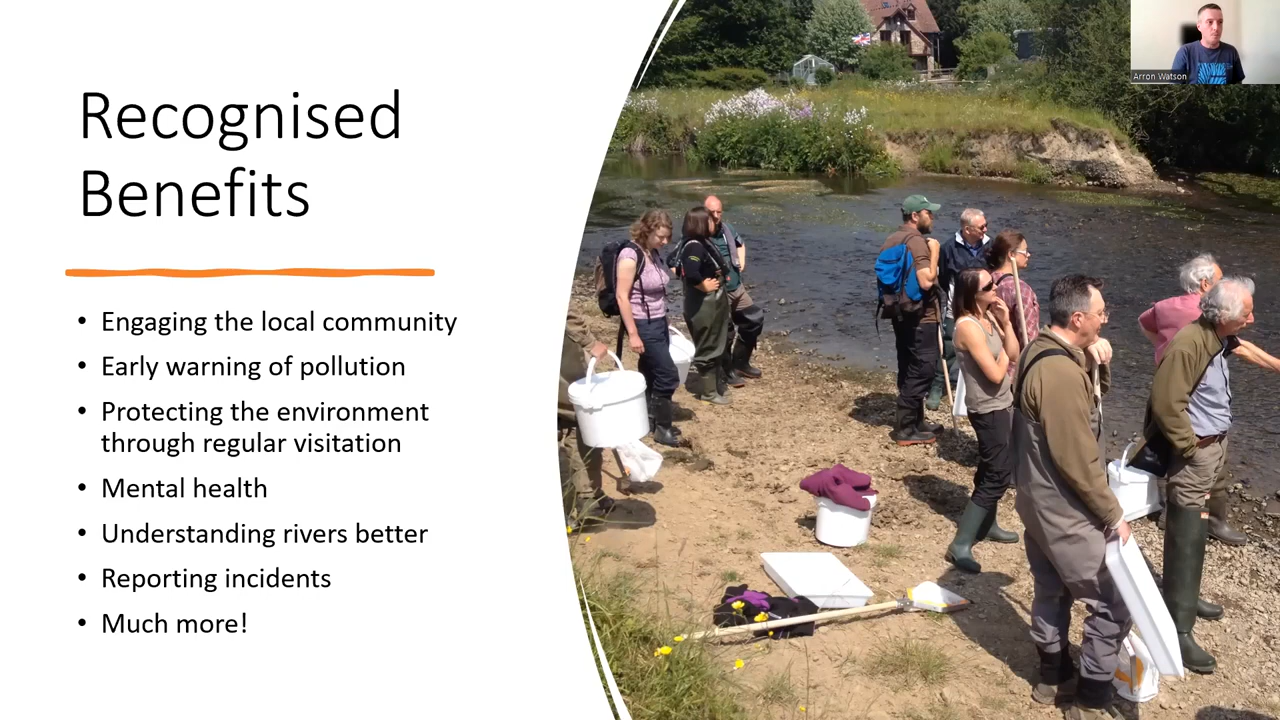 Recognised
Benefits
• Engaging the local community
• Early warning of pollution
• Protecting the environment
through regular visitation
• Mental health
• Understanding rivers better
• Reporting incidents
• Much more!
Arron Watson